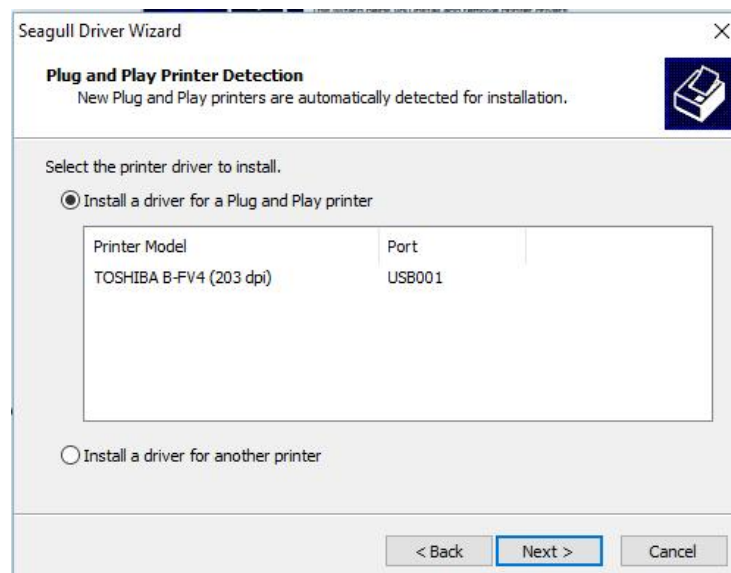 Seagull Driver Wizard
Plug and Play Printer Detection
New Plug and Play printers are automatically detected for installation.
Select the printer driver to install.
Install a driver for a Plug and Play printer
Printer Model Port
TOSHIBA B-FV4 (203 dpi) USB001
Install a driver for another printer
< Back Next > Cancel